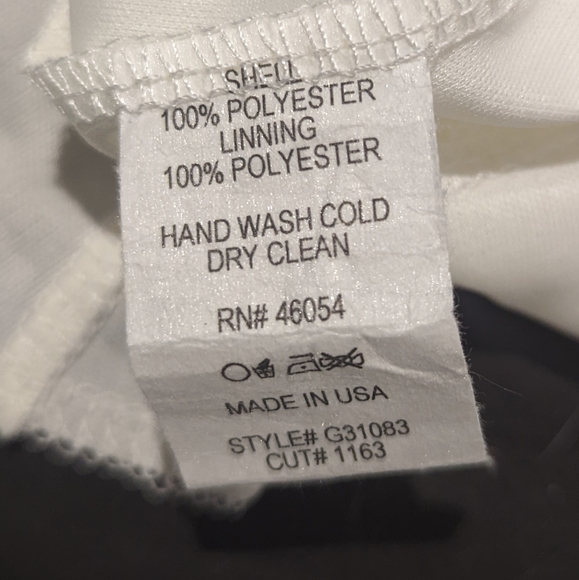 SHELL
100% POLYESTER
LINNING
100% POLYESTER
HAND WASH COLD
DRY CLEAN
RN# 46054
MADE IN USA
STYLE# G31083
CUT# 1163